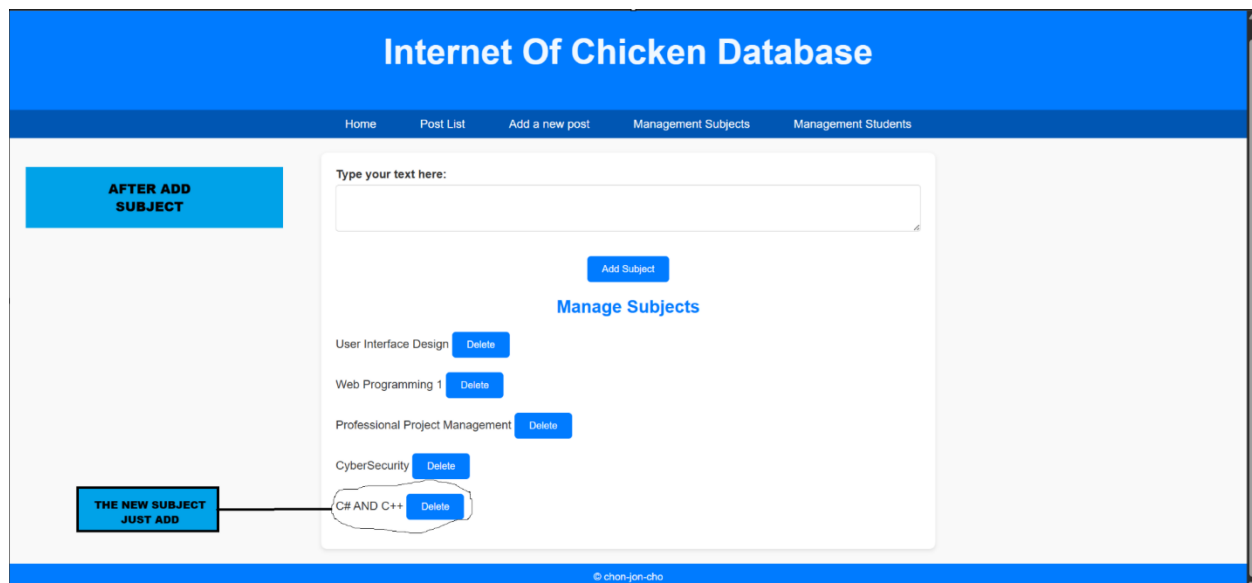 Internet Of Chicken Database
Home Post List Add a new post Management Subjects Management Students
AFTER ADD
SUBJECT
Type your text here:
Add Subject
Manage Subjects
User Interface Design Delete
Web Programming 1 Delete
Professional Project Management Delete
CyberSecurity Delete
THE NEW SUBJECT
JUST ADD
C# AND C++ Delete
© chon-jon-cho